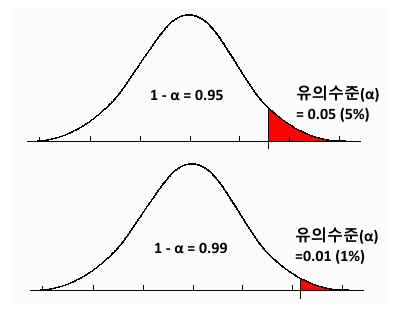 1 - α = 0.95
유의수준(α)
= 0.05 (5%)
1 - α = 0.99
유의수준(α)
=0.01 (1%)